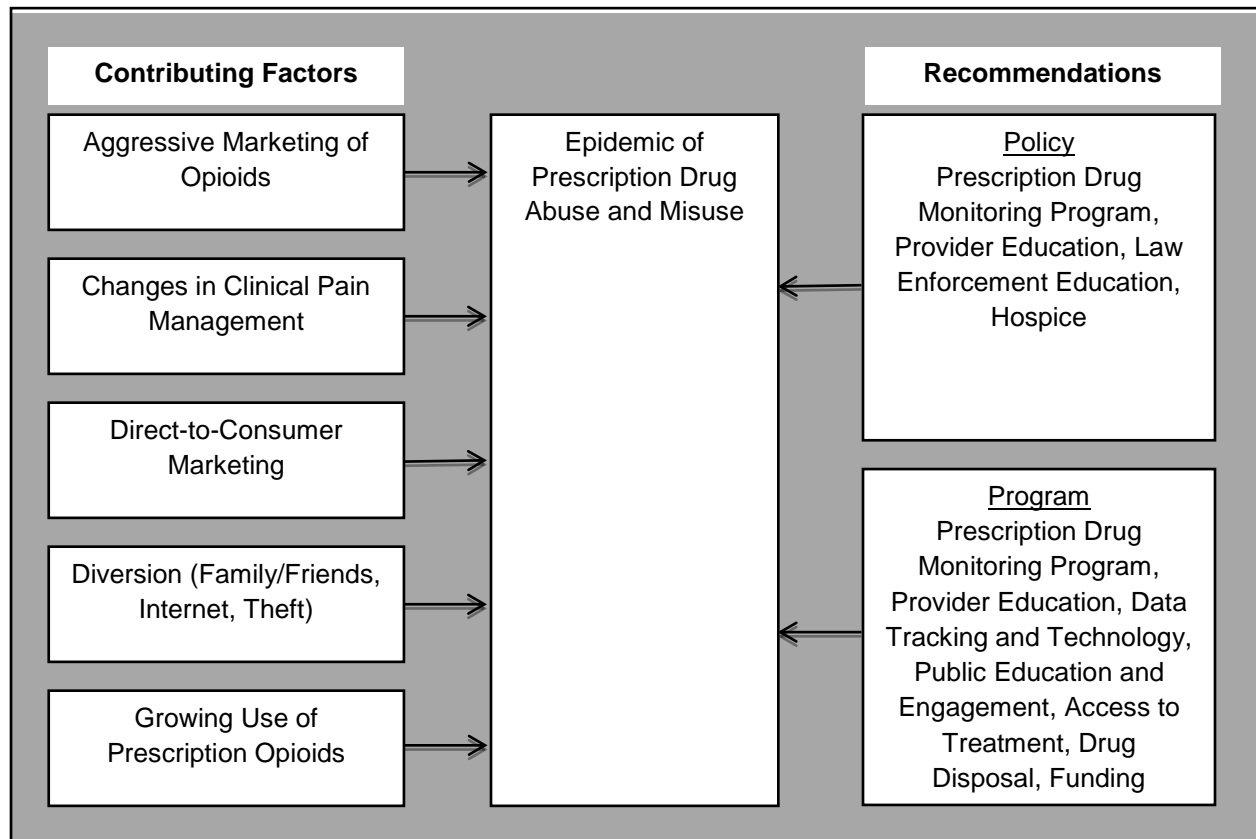 Contributing Factors
Aggressive Marketing of
Opioids
Changes in Clinical Pain
Management
Direct-to-Consumer
Marketing
Diversion (Family/Friends,
Internet, Theft)
Growing Use of
Prescription Opioids
Epidemic of
Prescription Drug
Abuse and Misuse
Recommendations
Policy
Prescription Drug
Monitoring Program,
Provider Education, Law
Enforcement Education,
Hospice
Program
Prescription Drug
Monitoring Program,
Provider Education, Data
Tracking and Technology,
Public Education and
Engagement, Access to
Treatment, Drug
Disposal, Funding